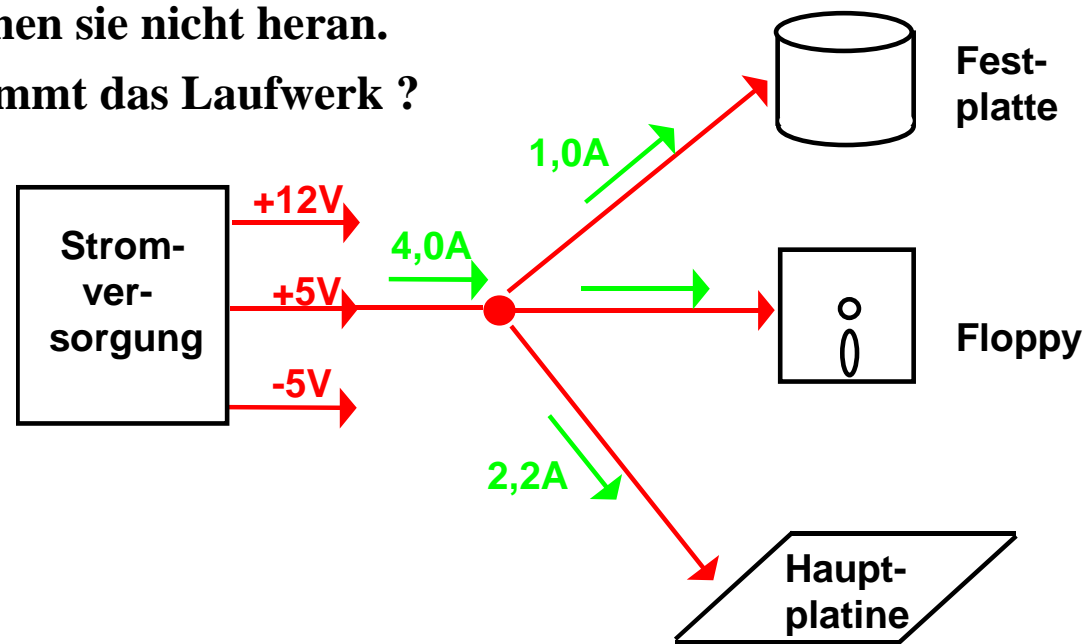 nen sie nicht heran.
mmt das Laufwerk ?
Fest-
platte
1,0A
+12V
Strom-
ver-
sorgung
4,0A
+5V
Floppy
-5V
2,2A
Haupt-
platine